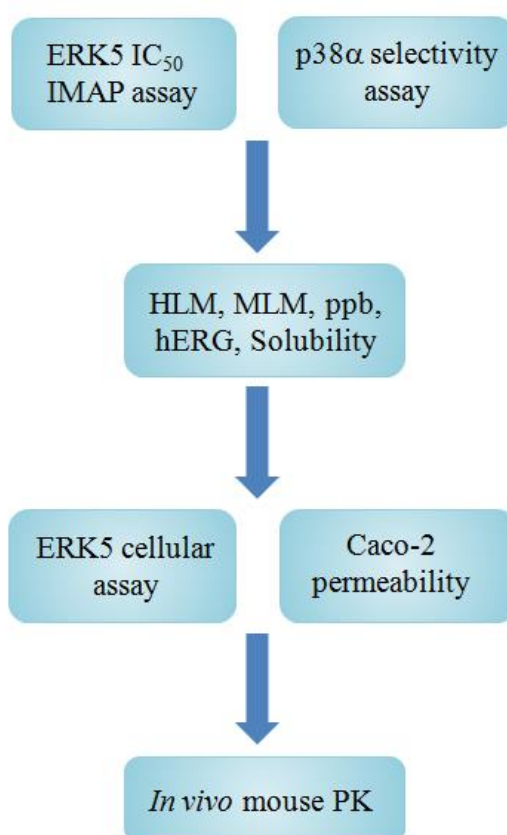 ERK5 IC₅₀
IMAP assay
p38α selectivity
assay
HLM, MLM, ppb,
hERG, Solubility
ERK5 cellular
assay
Caco-2
permeability
In vivo mouse PK